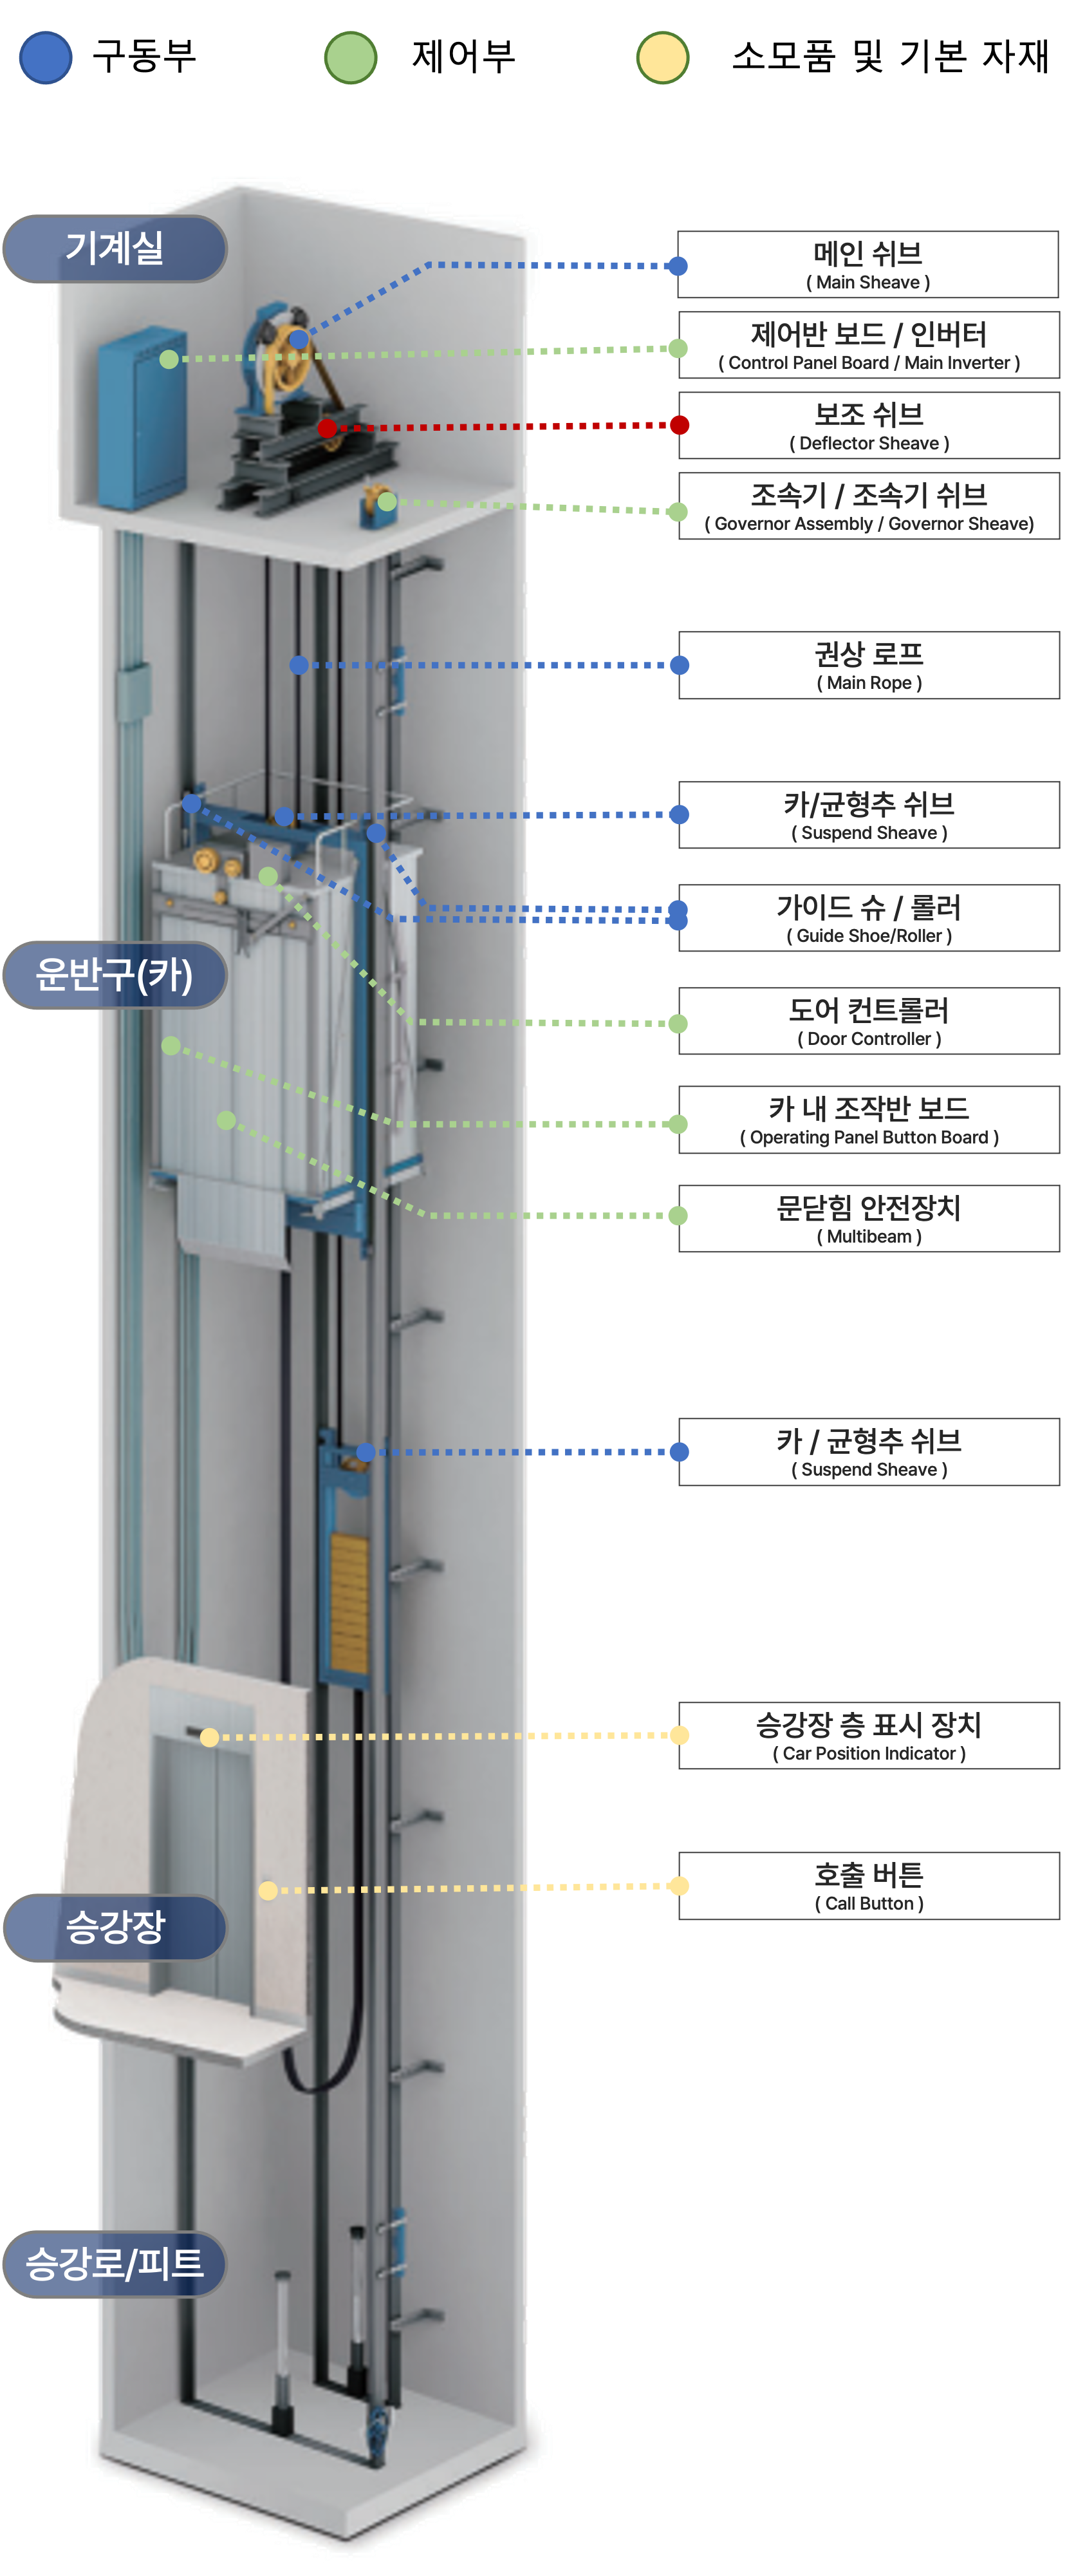 구동부
제어부
소모품 및 기본 자재
기계실
메인 쉬브
( Main Sheave )
제어반 보드 / 인버터
( Control Panel Board / Main Inverter )
보조 쉬브
( Deflector Sheave )
조속기 / 조속기 쉬브
( Governor Assembly / Governor Sheave)
권상 로프
( Main Rope )
카/균형추 쉬브
( Suspend Sheave )
가이드 슈 / 롤러
( Guide Shoe/Roller )
운반구(카)
도어 컨트롤러
( Door Controller )
카 내 조작반 보드
( Operating Panel Button Board )
문닫힘 안전장치
( Multibeam )
카 / 균형추 쉬브
( Suspend Sheave )
승강장 층 표시 장치
( Car Position Indicator )
호출 버튼
( Call Button )
승강장
승강로/피트